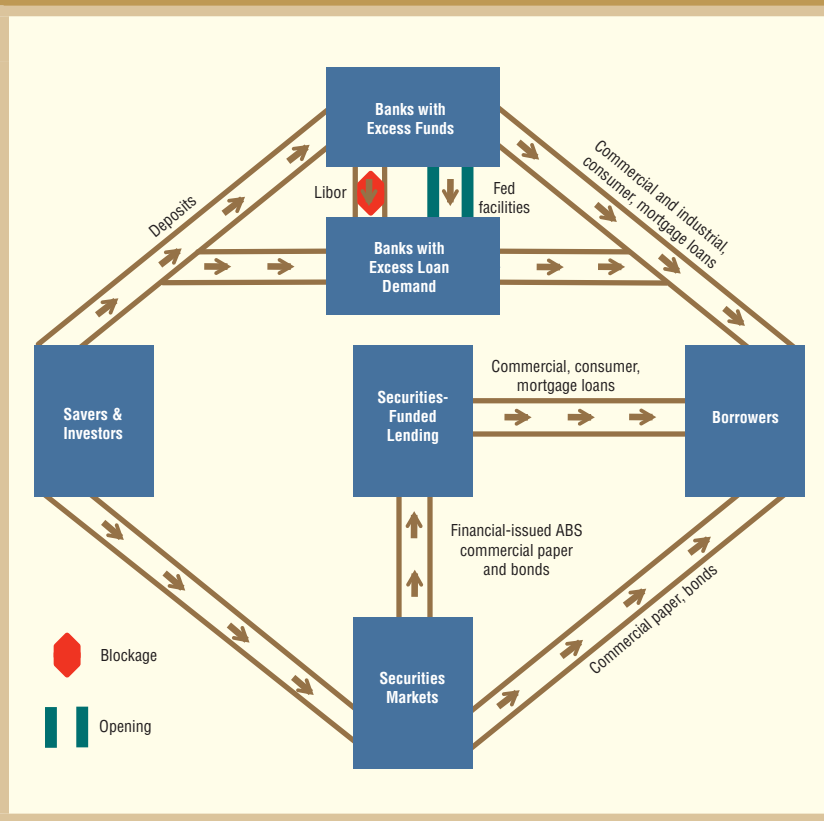 Banks with
Excess Funds
Commercial and industrial,
consumer, mortgage loans
Deposits
Libor
Fed
facilities
Banks with
Excess Loan
Demand
Savers &
Investors
Securities-
Funded
Lending
Commercial, consumer,
mortgage loans
Borrowers
Financial-issued ABS
commercial paper
and bonds
Commercial paper, bonds
Securities
Markets
Blockage
Opening